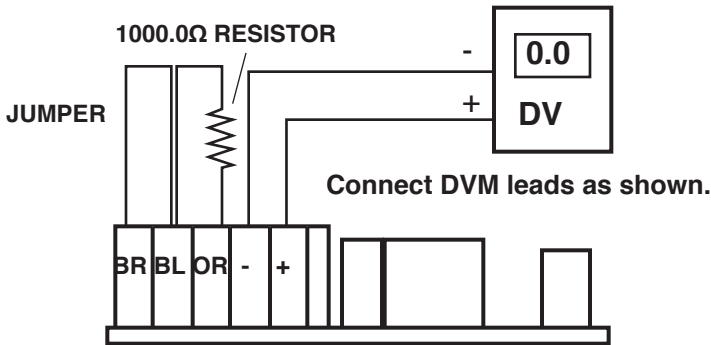 1000.0Ω RESISTOR
JUMPER
-
0.0
+
DV
Connect DVM leads as shown.
BR BL OR - +